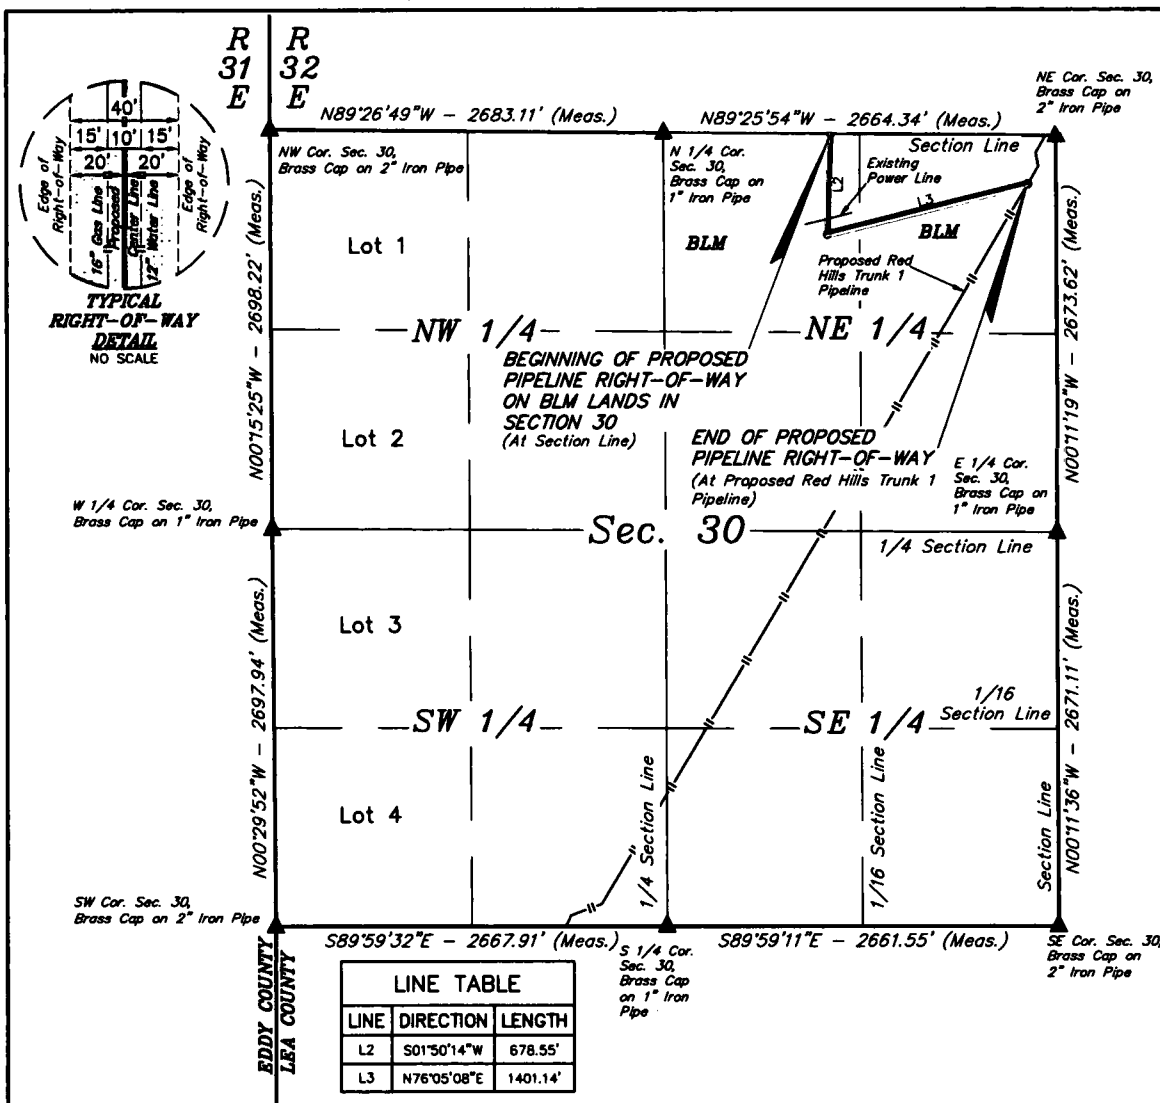 R R
31 32
E E
NE Cor. Sec. 30,
Brass Cap on
2" Iron Pipe
N89°26'49"W - 2683.11' (Meas.)
N89°25'54"W - 2664.34' (Meas.)
Section Line
40'
15' 10' 15'
20' 20'
Edge of
Right-of-Way
16" Gas Line
Proposed
Center Line
12" Water Line
Edge of
Right-of-Way
TYPICAL
RIGHT-OF-WAY
DETAIL
NO SCALE
NW Cor. Sec. 30,
Brass Cap on 2" Iron Pipe
N 1/4 Cor.
Sec. 30,
Brass Cap on
1" Iron Pipe
L2
Existing
Power Line
L3
BLM
BLM
Lot 1
Proposed Red
Hills Trunk 1
Pipeline
N00°15'25"W - 2698.22' (Meas.)
N00°11'19"W - 2673.62' (Meas.)
NW 1/4
NE 1/4
BEGINNING OF PROPOSED
PIPELINE RIGHT-OF-WAY
ON BLM LANDS IN
SECTION 30
(At Section Line)
Lot 2
END OF PROPOSED
PIPELINE RIGHT-OF-WAY
(At Proposed Red Hills Trunk 1
Pipeline)
E 1/4 Cor.
Sec. 30,
Brass Cap on
1" Iron Pipe
W 1/4 Cor. Sec. 30,
Brass Cap on 1" Iron Pipe
Sec. 30
1/4 Section Line
Lot 3
N00°29'52"W - 2697.94' (Meas.)
N00°11'36"W - 2671.11' (Meas.)
1/16
Section Line
SW 1/4
SE 1/4
Lot 4
1/4 Section Line
1/16 Section Line
Section Line
SW Cor. Sec. 30,
Brass Cap on 2" Iron Pipe
S89°59'32"E - 2667.91' (Meas.)
S89°59'11"E - 2661.55' (Meas.)
S 1/4 Cor.
Sec. 30,
Brass Cap
on 1" Iron
Pipe
SE Cor. Sec. 30,
Brass Cap on
2" Iron Pipe
EDDY COUNTY
LEA COUNTY
LINE TABLE
LINE DIRECTION LENGTH
L2 S01°50'14"W 678.55'
L3 N76°05'08"E 1401.14'